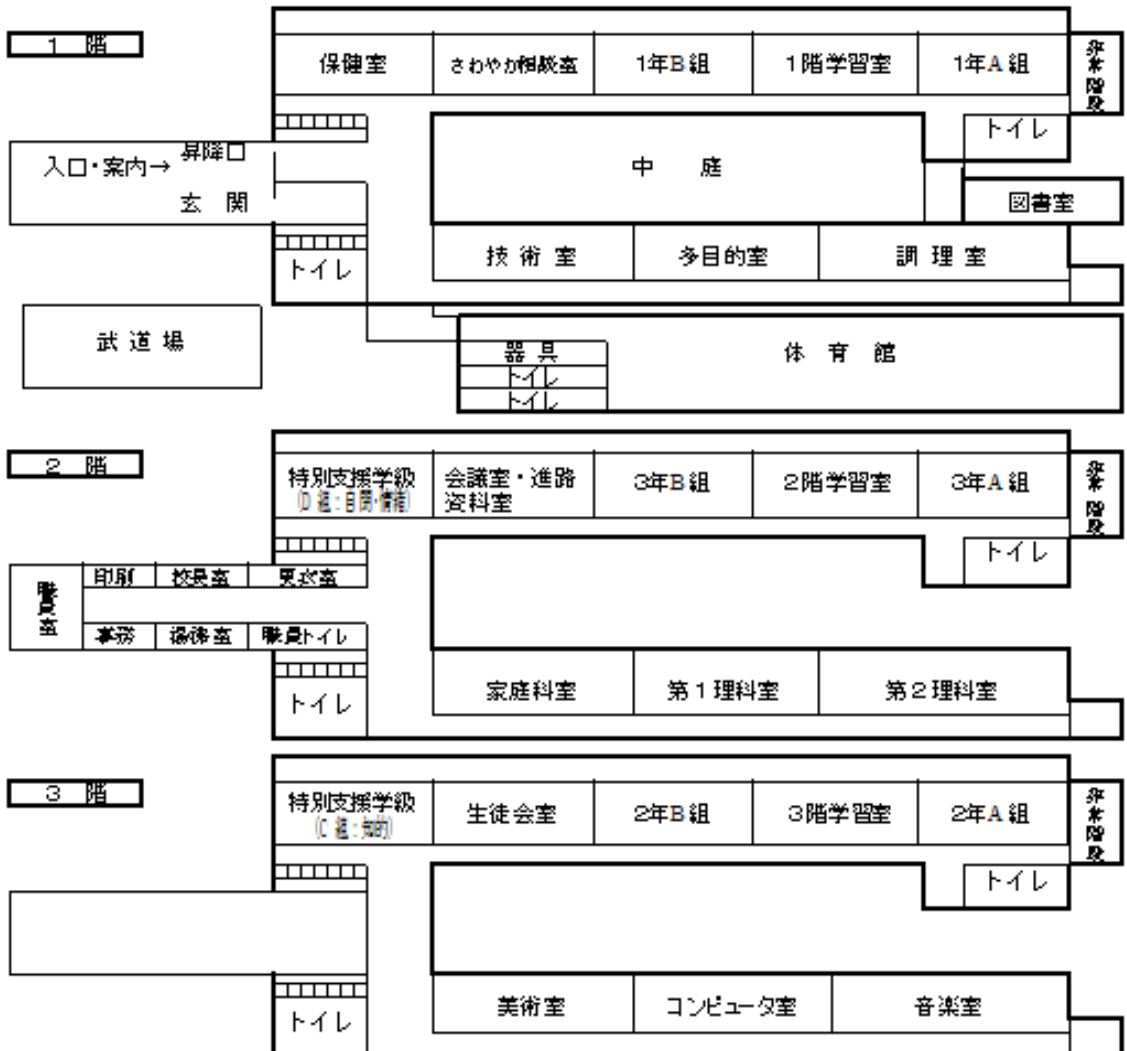 1 階
保健室
さわやか相談室
1年B組
1階学習室
1年A組
非常階段
トイレ
入口・案内→ 昇降口
玄 関
中 庭
図書室
技 術 室
多目的室
調 理 室
トイレ
武 道 場
器 具
トイレ
トイレ
体 育 館
2 階
特別支援学級
(D 組:自閉・情緒)
会議室・進路
資料室
3年B組
2階学習室
3年A組
非常階段
トイレ
職員室
印刷
校長室
更衣室
事務
湯沸室
職員トイレ
トイレ
家庭科室
第1理科室
第2理科室
3 階
特別支援学級
(C 組:知的)
生徒会室
2年B組
3階学習室
2年A組
非常階段
トイレ
トイレ
美術室
コンピュータ室
音楽室